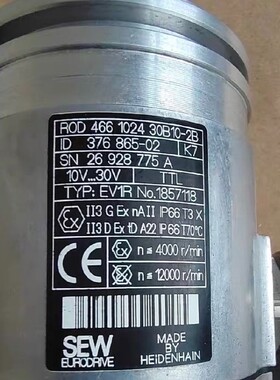 ROD 466 1024 30B10-2B
ID 376 865-02 K7
SN 26 928 775 A
10V...30V TTL
TYP: EV1R No.1857118
Ex II3 G Ex nA II IP66 T3 X
II3 D Ex tD A22 IP66 T70°C
CE
Ex n≤ 4000 r/min
n≤ 12000 r/min
SEW
EURODRIVE
MADE
BY
HEIDENHAIN